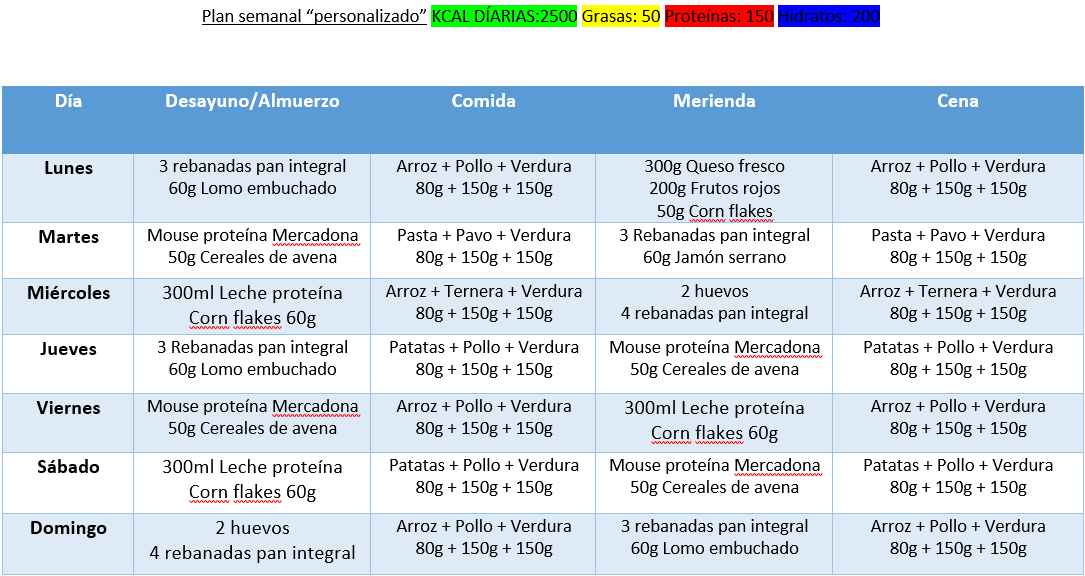 Plan semanal “personalizado” KCAL DÍARIAS:2500 Grasas: 50 Proteínas: 150 Hidratos: 200
Día Desayuno/Almuerzo Comida Merienda Cena
Lunes
3 rebanadas pan integral
60g Lomo embuchado
Arroz + Pollo + Verdura
80g + 150g + 150g
300g Queso fresco
200g Frutos rojos
50g Corn flakes
Arroz + Pollo + Verdura
80g + 150g + 150g
Martes
Mouse proteína Mercadona
50g Cereales de avena
Pasta + Pavo + Verdura
80g + 150g + 150g
3 Rebanadas pan integral
60g Jamón serrano
Pasta + Pavo + Verdura
80g + 150g + 150g
Miércoles
300ml Leche proteína
Corn flakes 60g
Arroz + Ternera + Verdura
80g + 150g + 150g
2 huevos
4 rebanadas pan integral
Arroz + Ternera + Verdura
80g + 150g + 150g
Jueves
3 Rebanadas pan integral
60g Lomo embuchado
Patatas + Pollo + Verdura
80g + 150g + 150g
Mouse proteína Mercadona
50g Cereales de avena
Patatas + Pollo + Verdura
80g + 150g + 150g
Viernes
Mouse proteína Mercadona
50g Cereales de avena
Arroz + Pollo + Verdura
80g + 150g + 150g
300ml Leche proteína
Corn flakes 60g
Arroz + Pollo + Verdura
80g + 150g + 150g
Sábado
300ml Leche proteína
Corn flakes 60g
Patatas + Pollo + Verdura
80g + 150g + 150g
Mouse proteína Mercadona
50g Cereales de avena
Patatas + Pollo + Verdura
80g + 150g + 150g
Domingo
2 huevos
4 rebanadas pan integral
Arroz + Pollo + Verdura
80g + 150g + 150g
3 rebanadas pan integral
60g Lomo embuchado
Arroz + Pollo + Verdura
80g + 150g + 150g